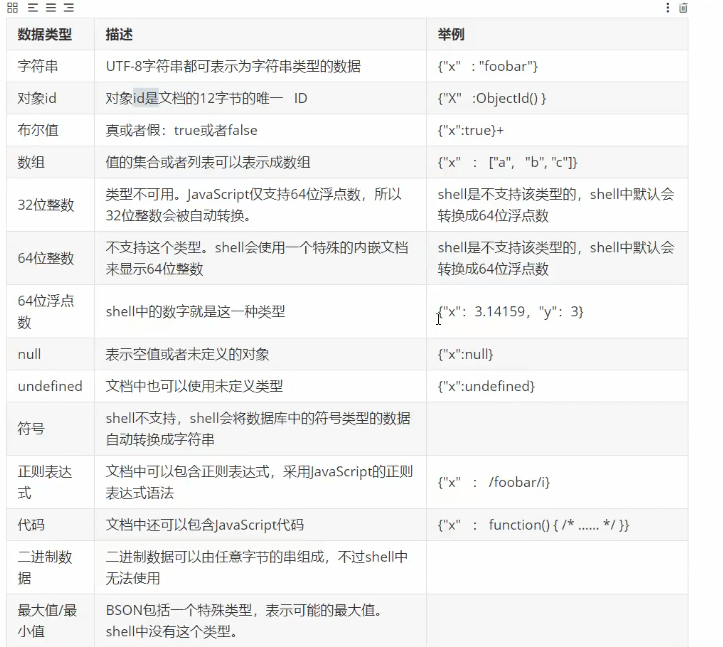 数据类型 描述 举例
字符串 UTF-8字符串都可表示为字符串类型的数据 {"x" : "foobar"}
对象id 对象id是文档的12字节的唯一 ID {"X" :ObjectId() }
布尔值 真或者假：true或者false {"x":true}+
数组 值的集合或者列表可以表示成数组 {"x" : ["a", "b", "c"]}
32位整数 类型不可用。JavaScript仅支持64位浮点数，所以
32位整数会被自动转换。
shell是不支持该类型的，shell中默认会
转换成64位浮点数
64位整数 不支持这个类型。shell会使用一个特殊的内嵌文档
来显示64位整数
shell是不支持该类型的，shell中默认会
转换成64位浮点数
64位浮点
数
shell中的数字就是这一种类型
{"x"：3.14159，"y"：3}
null 表示空值或者未定义的对象 {"x":null}
undefined 文档中也可以使用未定义类型 {"x":undefined}
符号 shell不支持，shell会将数据库中的符号类型的数据
自动转换成字符串
正则表达
式
文档中可以包含正则表达式，采用JavaScript的正则
表达式语法
{"x" : /foobar/i}
代码 文档中还可以包含JavaScript代码 {"x" : function() { /* …… */ }}
二进制数
据
二进制数据可以由任意字节的串组成，不过shell中
无法使用
最大值/最
小值
BSON包括一个特殊类型，表示可能的最大值。
shell中没有这个类型。